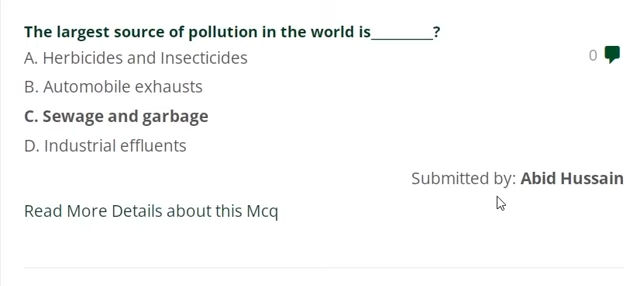 The largest source of pollution in the world is_________?
A. Herbicides and Insecticides
0
B. Automobile exhausts
C. Sewage and garbage
D. Industrial effluents
Submitted by: Abid Hussain
Read More Details about this Mcq